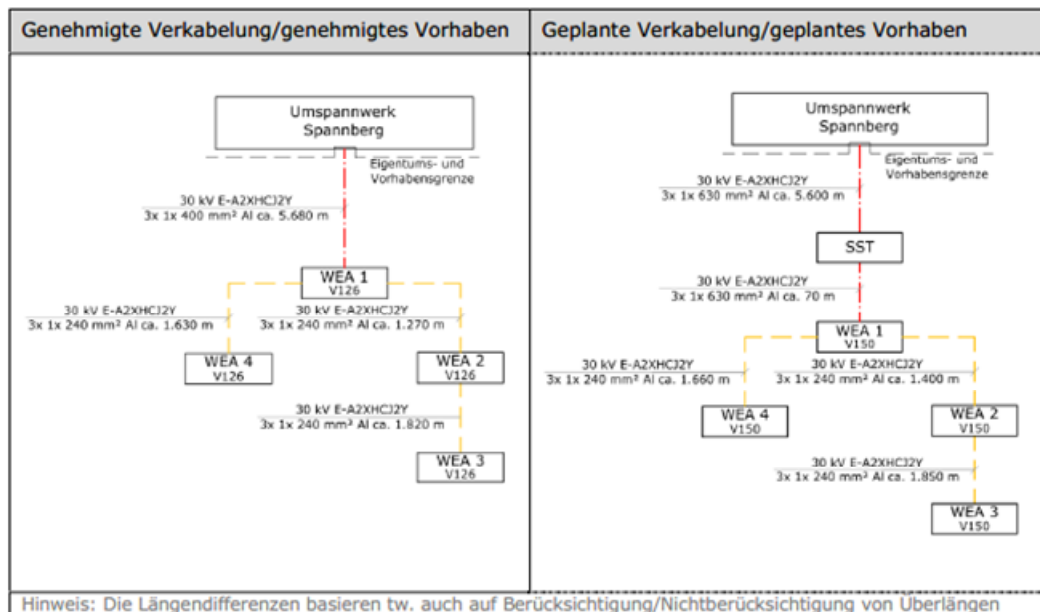 Genehmigte Verkabelung/genehmigtes Vorhaben
Umspannwerk
Spannberg
Eigentums- und
Vorhabensgrenze
30 kV E-A2XHCJ2Y
3x 1x 400 mm² Al ca. 5.680 m
WEA 1
V126
30 kV E-A2XHCJ2Y
3x 1x 240 mm² Al ca. 1.630 m
30 kV E-A2XHCJ2Y
3x 1x 240 mm² Al ca. 1.270 m
WEA 4
V126
WEA 2
V126
30 kV E-A2XHCJ2Y
3x 1x 240 mm² Al ca. 1.820 m
WEA 3
V126
Geplante Verkabelung/geplantes Vorhaben
Umspannwerk
Spannberg
Eigentums- und
Vorhabensgrenze
30 kV E-A2XHCJ2Y
3x 1x 630 mm² Al ca. 5.600 m
SST
30 kV E-A2XHCJ2Y
3x 1x 630 mm² Al ca. 70 m
WEA 1
V150
30 kV E-A2XHCJ2Y
3x 1x 240 mm² Al ca. 1.660 m
30 kV E-A2XHCJ2Y
3x 1x 240 mm² Al ca. 1.400 m
WEA 4
V150
WEA 2
V150
30 kV E-A2XHCJ2Y
3x 1x 240 mm² Al ca. 1.850 m
WEA 3
V150
Hinweis: Die Längendifferenzen basieren tw. auch auf Berücksichtigung/Nichtberücksichtigung von Überlängen